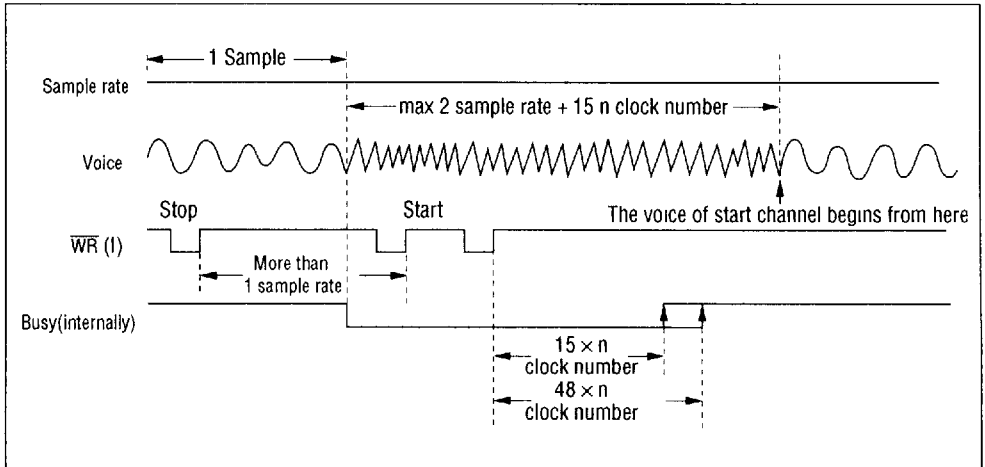 1 Sample
Sample rate
max 2 sample rate + 15 n clock number
Voice
Stop
Start
The voice of start channel begins from here
WR (I)
More than
1 sample rate
Busy(internally)
15 × n
clock number
48 × n
clock number